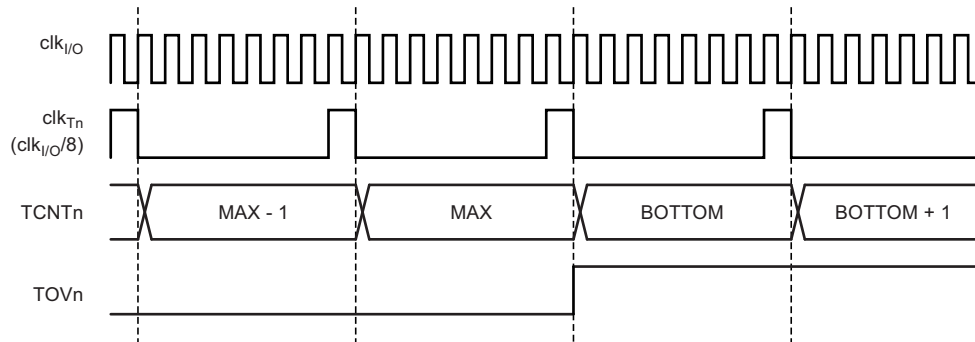 clkI/O
clkTn
(clkI/O/8)
TCNTn MAX - 1 MAX BOTTOM BOTTOM + 1
TOVn